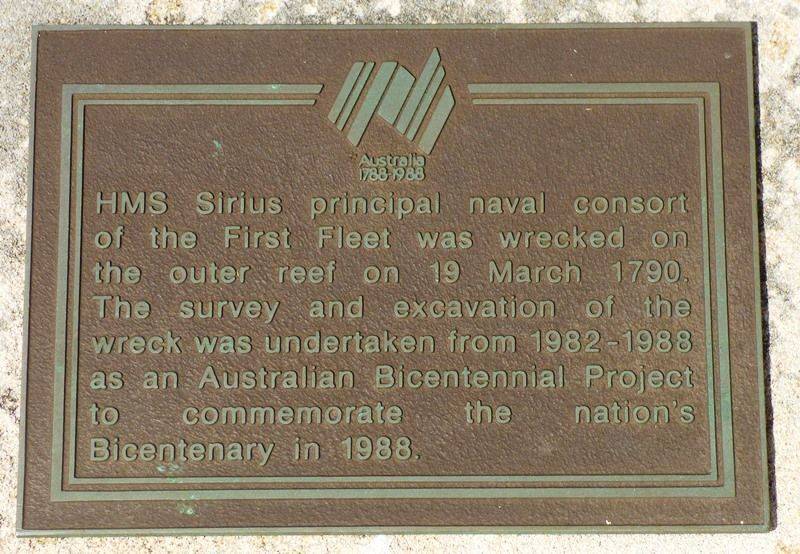 Australia
1788-1988
HMS Sirius principal naval consort
of the First Fleet was wrecked on
the outer reef on 19 March 1790.
The survey and excavation of the
wreck was undertaken from 1982-1988
as an Australian Bicentennial Project
to commemorate the nation's
Bicentenary in 1988.